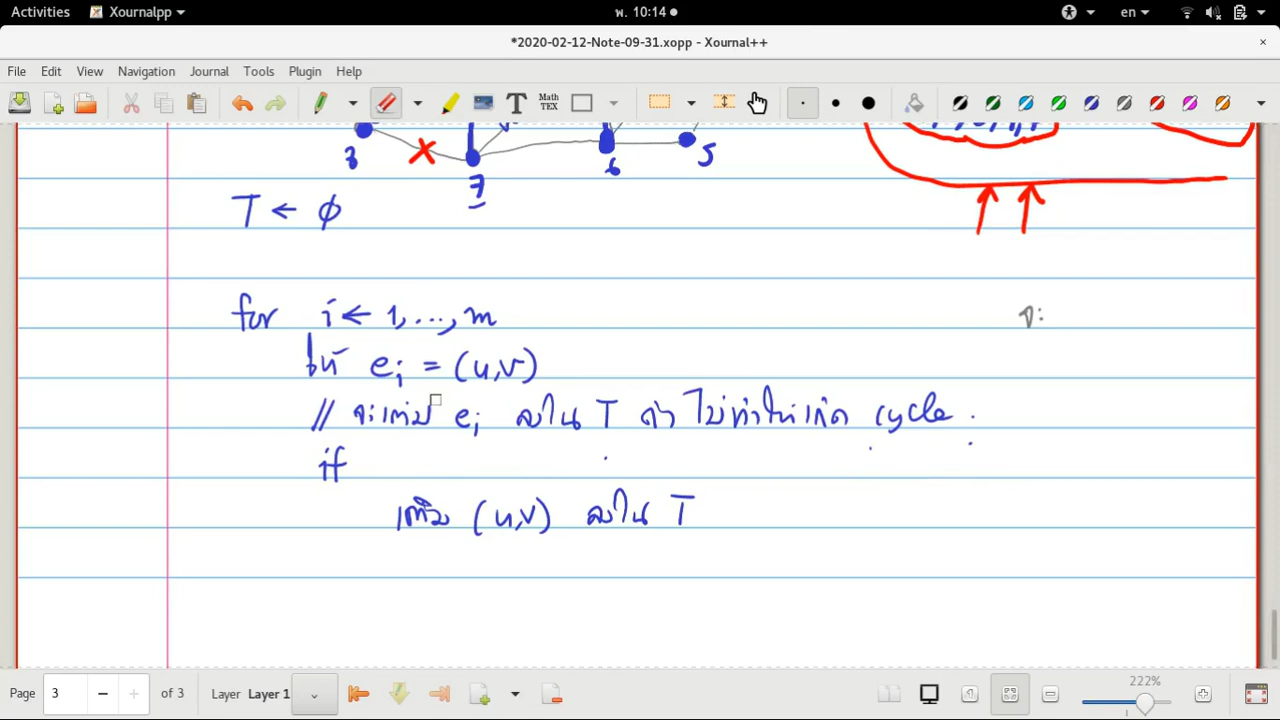 Activities Xournalpp พ. 10:14 en
*2020-02-12-Note-09-31.xopp - Xournal++
File Edit View Navigation Journal Tools Plugin Help
Math TEX
8 7 6 5
T ← ϕ
for i ← 1,...,m
ให้ eᵢ = (u,v)
// จะเพิ่ม eᵢ ลงใน T ถ้า ไม่ทำให้เกิด cycle.
if
เพิ่ม (u,v) ลงใน T
Page 3 of 3 Layer Layer 1 222%